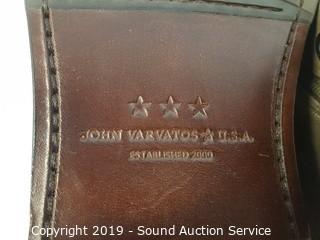 ★ ★ ★
JOHN VARVATOS ★ U.S.A.
ESTABLISHED 2000
Copyright 2019 - Sound Auction Service